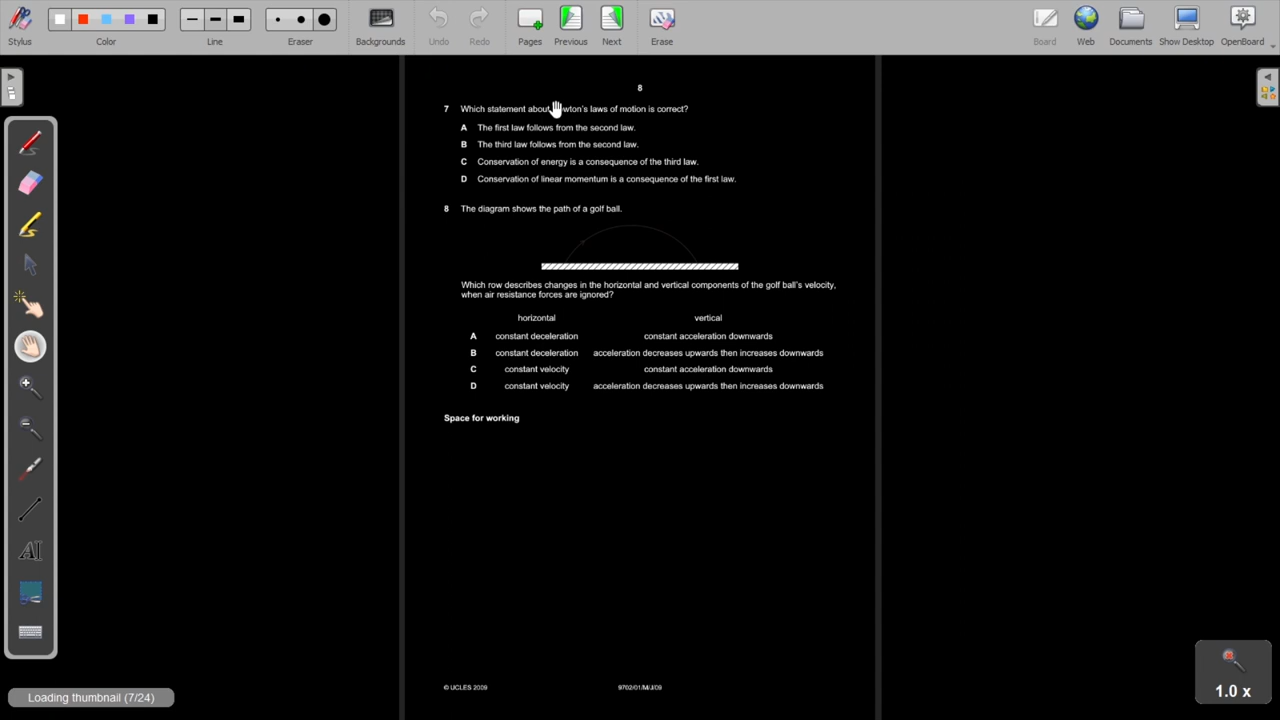 Stylus
Color
Line
Eraser
Backgrounds
Undo
Redo
Pages
Previous
Next
Erase
Board
Web
Documents
Show Desktop
OpenBoard
8
7 Which statement about laws of motion is correct?
A The first law follows from the second law.
B The third law follows from the second law.
C Conservation of energy is a consequence of the third law.
D Conservation of linear momentum is a consequence of the first law.
8 The diagram shows the path of a golf ball.
Which row describes changes in the horizontal and vertical components of the golf ball's velocity,
when air resistance forces are ignored?
horizontal vertical
A constant deceleration constant acceleration downwards
B constant deceleration acceleration decreases upwards then increases downwards
C constant velocity constant acceleration downwards
D constant velocity acceleration decreases upwards then increases downwards
Space for working
© UCLES 2009 9702/01/M/J/09
AI
Loading thumbnail (7/24)
1.0 x